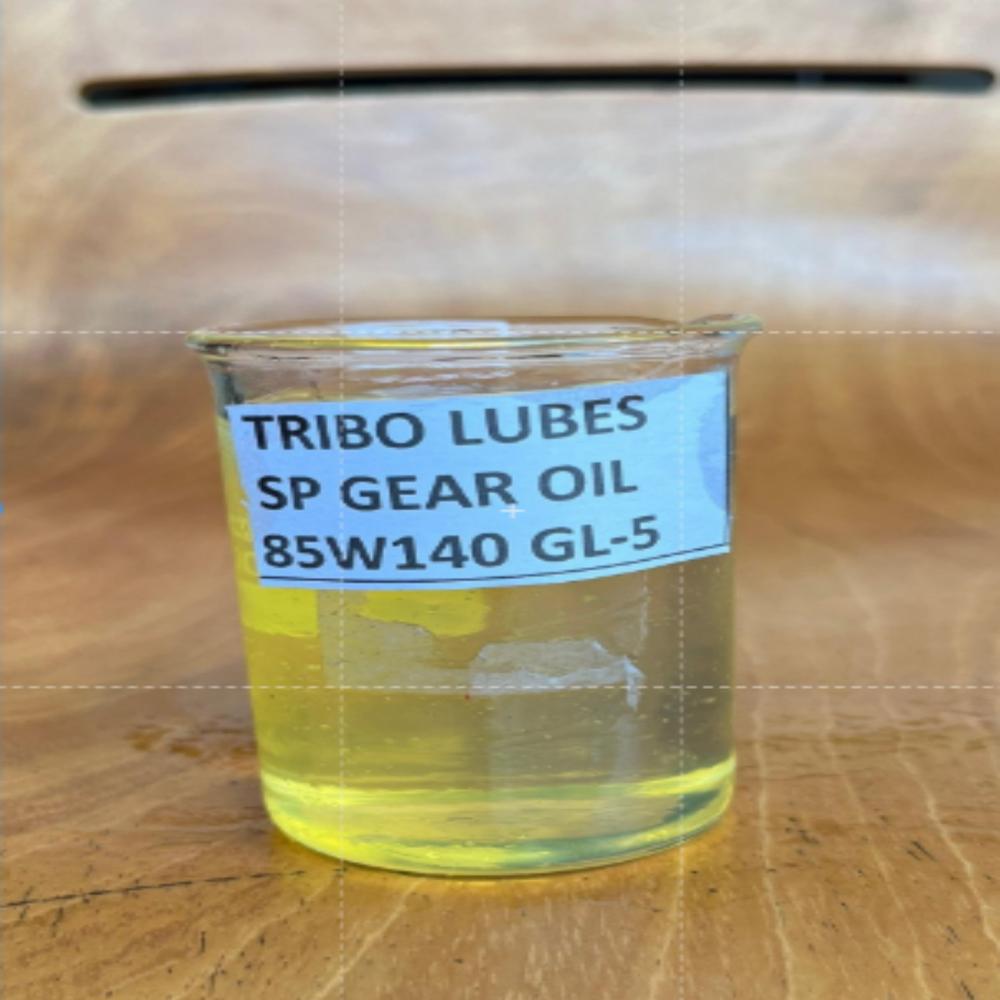 TRIBO LUBES
SP GEAR OIL
85W140 GL-5